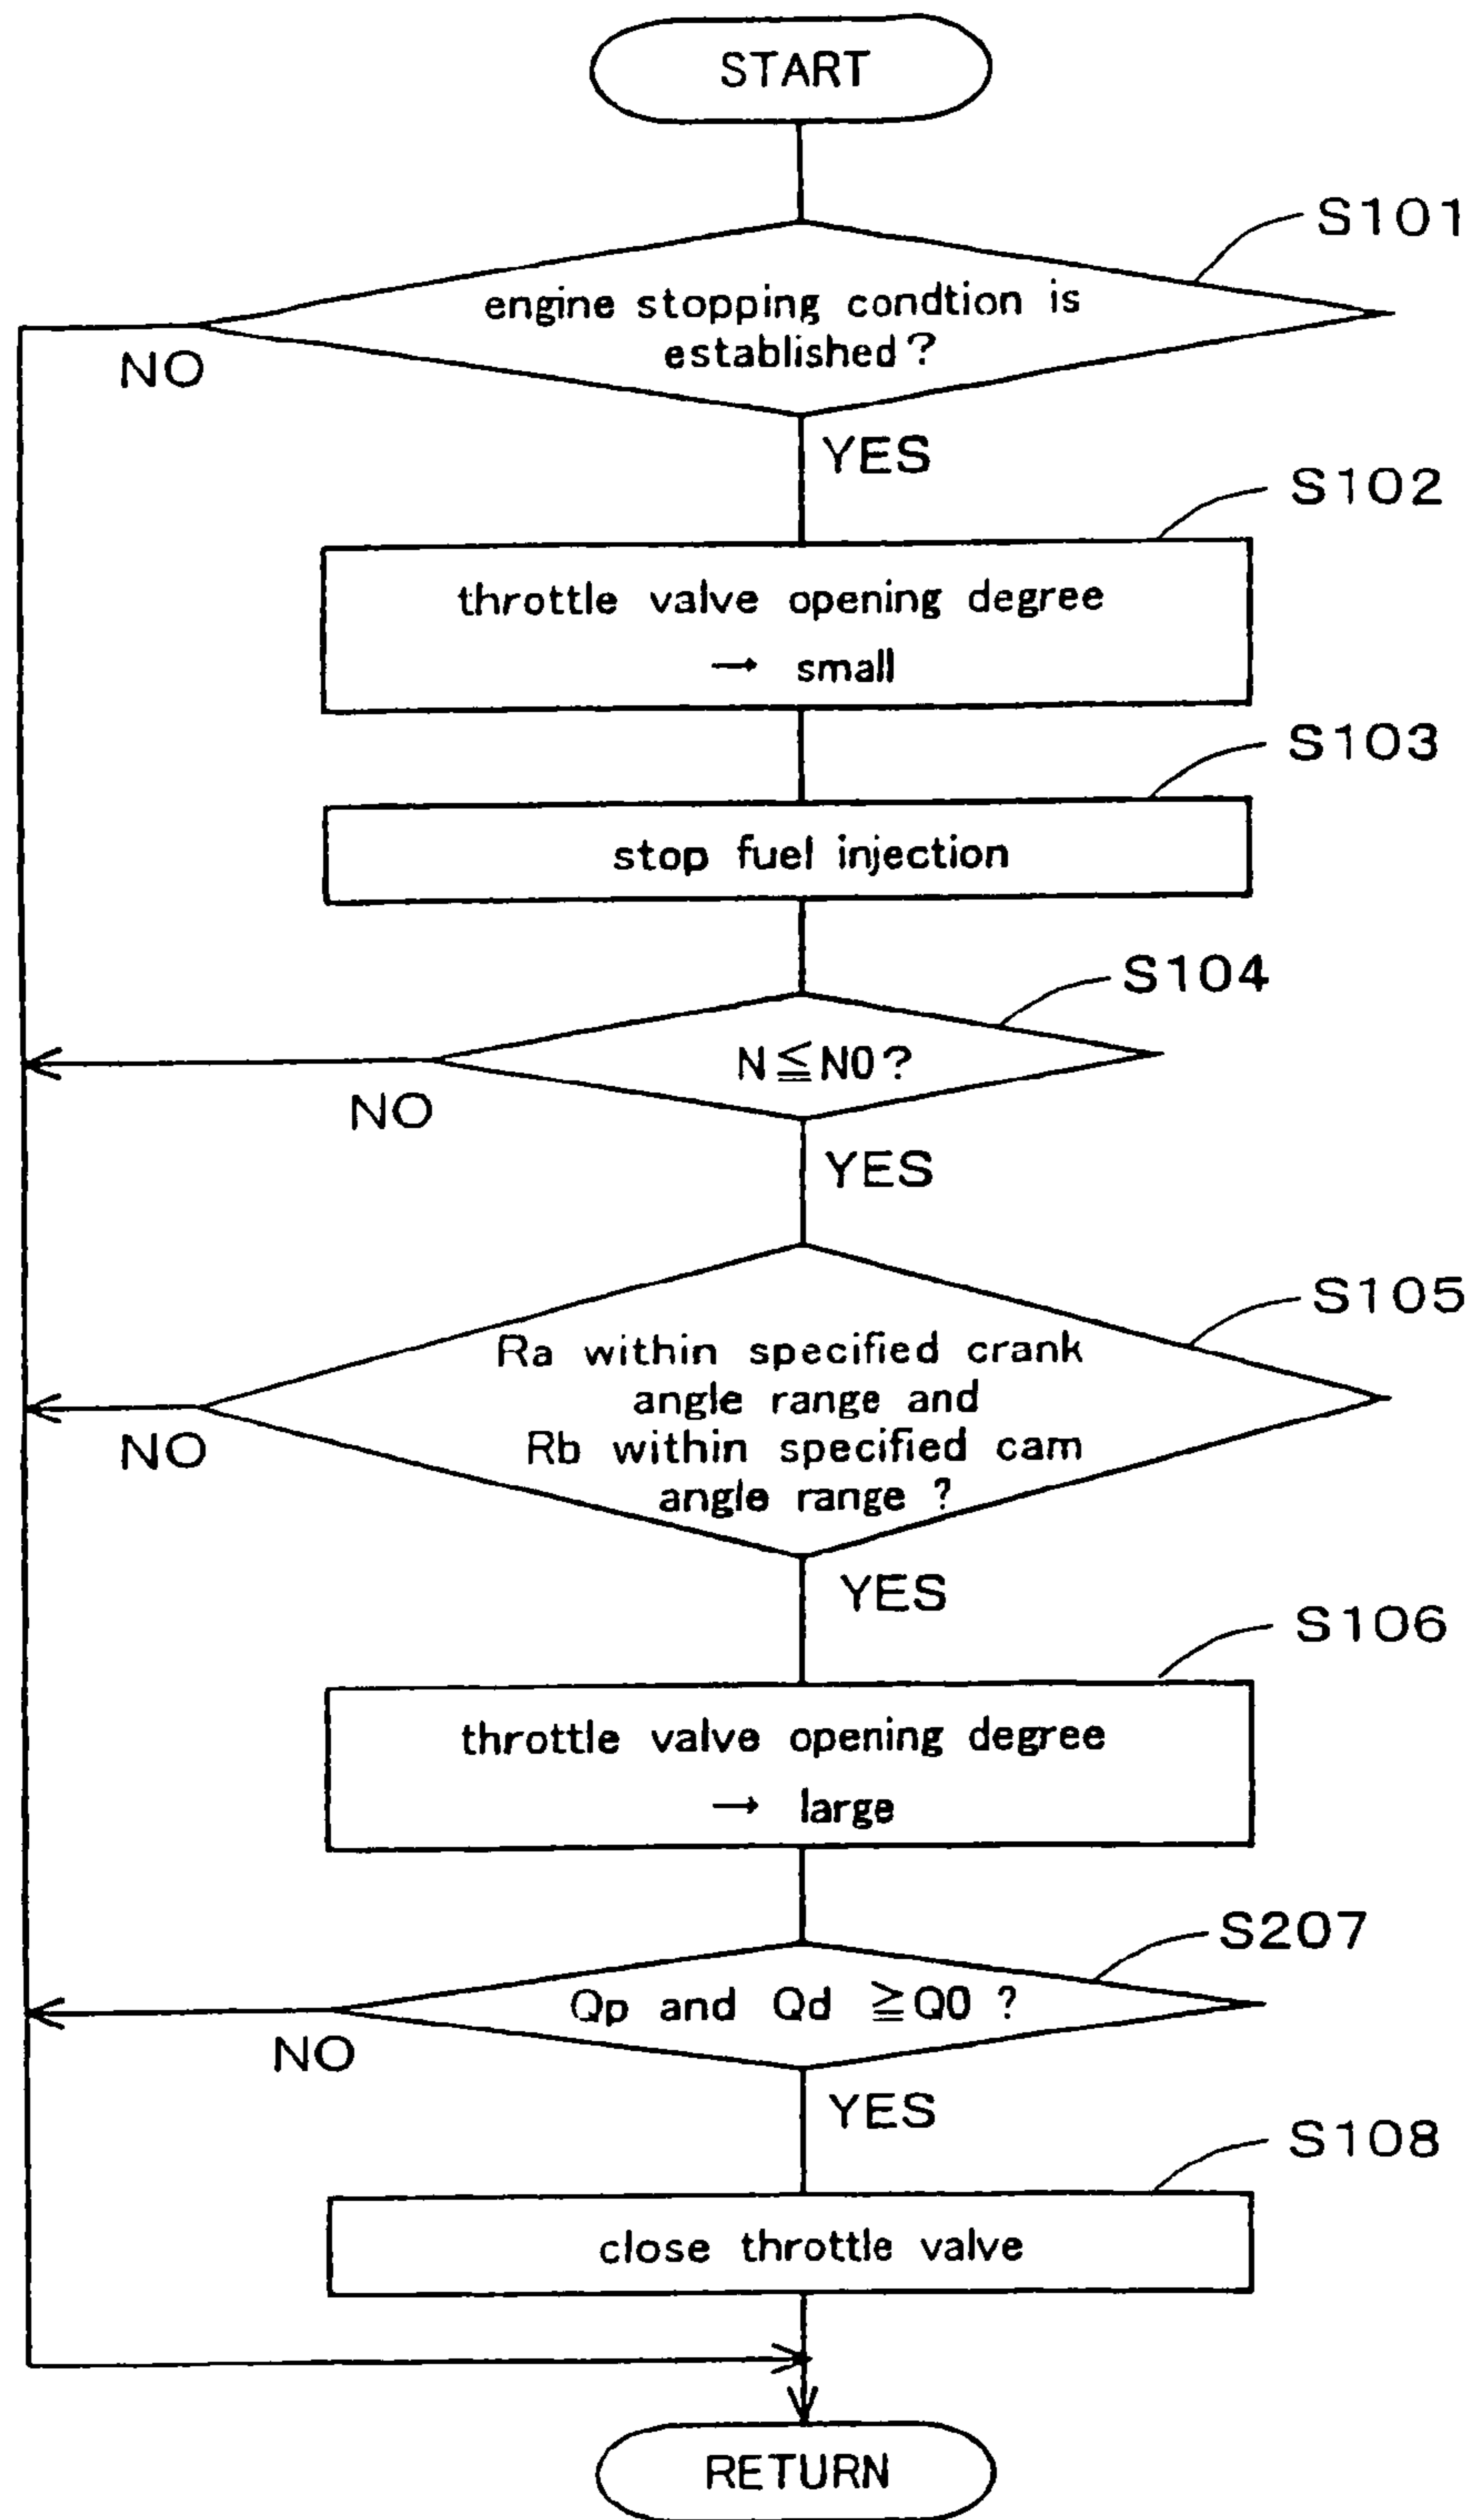 START
S101
engine stopping condtion is
established?
NO
YES
S102
throttle valve opening degree
→ small
S103
stop fuel injection
S104
N≦N0?
NO
YES
S105
Ra within specified crank
angle range and
Rb within specified cam
angle range ?
NO
YES
S106
throttle valve opening degree
→ large
S207
Qp and Qd ≧Q0 ?
NO
YES
S108
close throttle valve
RETURN